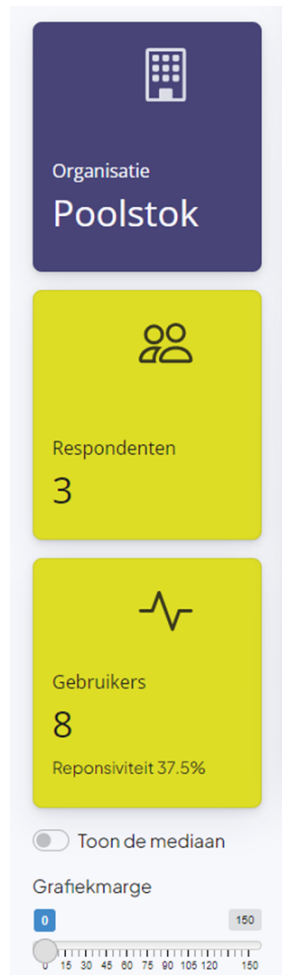 Organisatie
Poolstok
Respondenten
3
Gebruikers
8
Reponsiviteit 37.5%
Toon de mediaan
Grafiekmarge
0 150
0 15 30 45 60 75 90 105 120 150